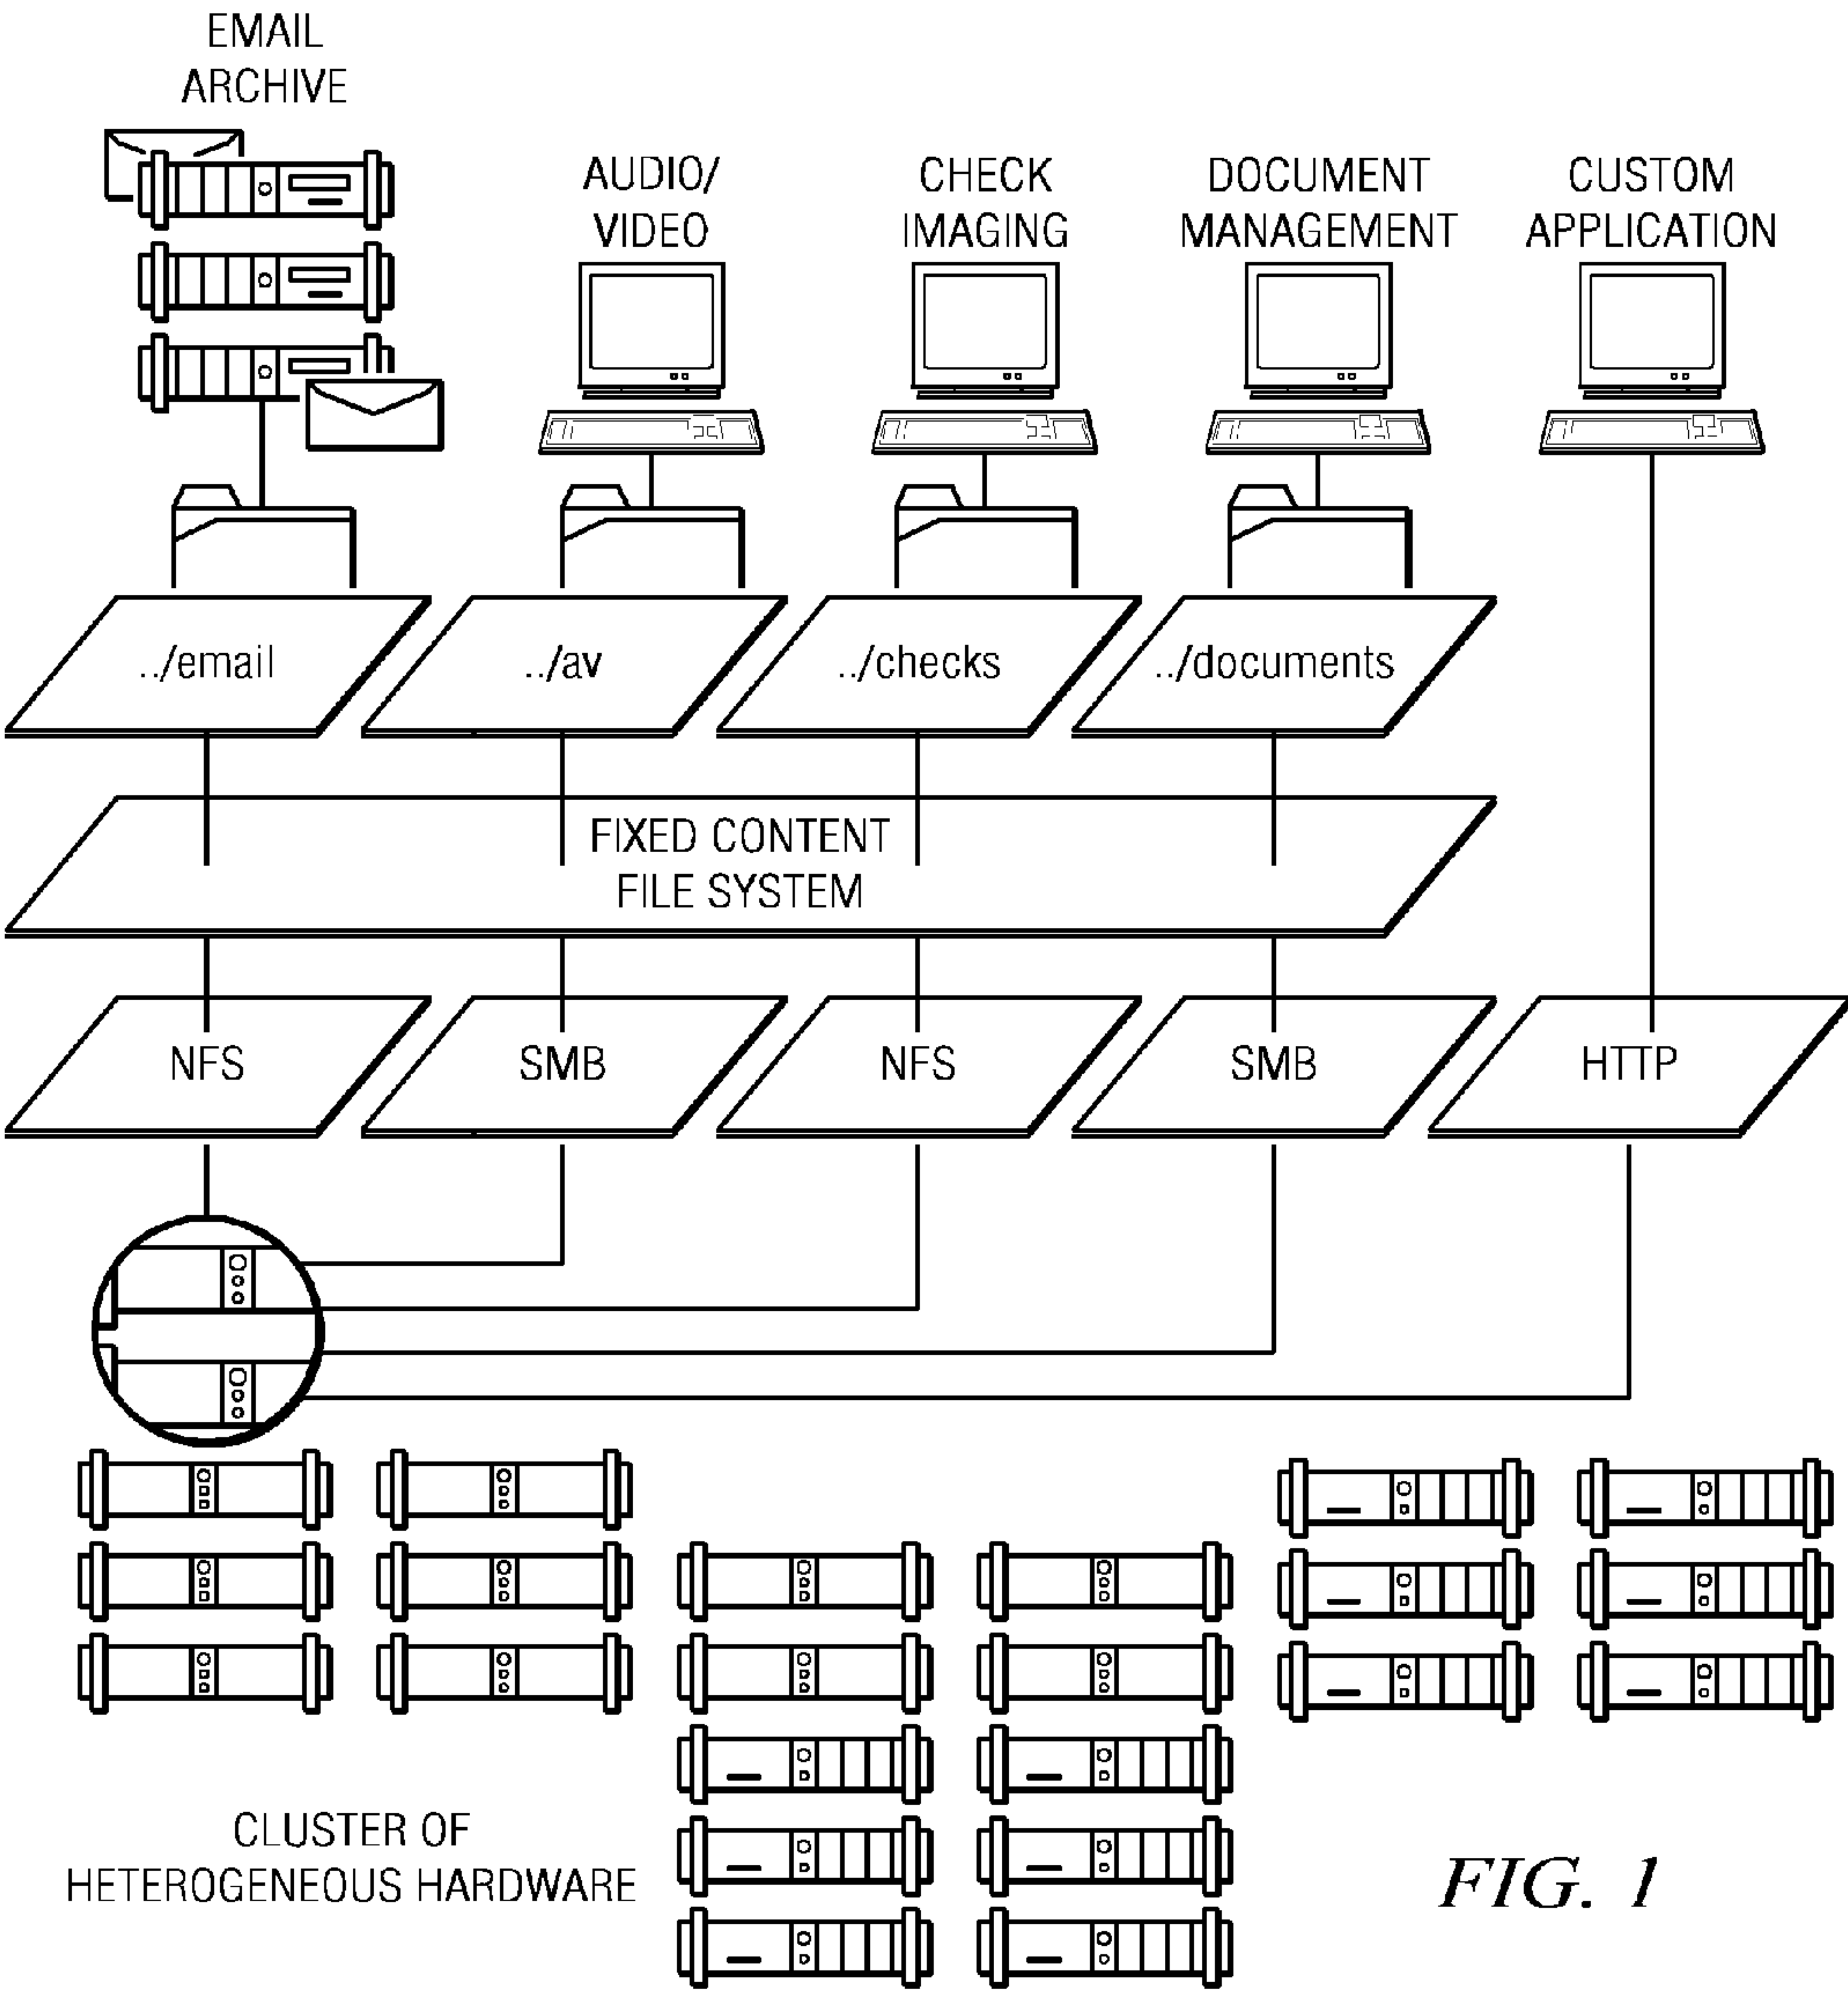 EMAIL
ARCHIVE
AUDIO/
VIDEO
CHECK
IMAGING
DOCUMENT
MANAGEMENT
CUSTOM
APPLICATION
../email
../av
../checks
../documents
FIXED CONTENT
FILE SYSTEM
NFS
SMB
NFS
SMB
HTTP
CLUSTER OF
HETEROGENEOUS HARDWARE
FIG. 1